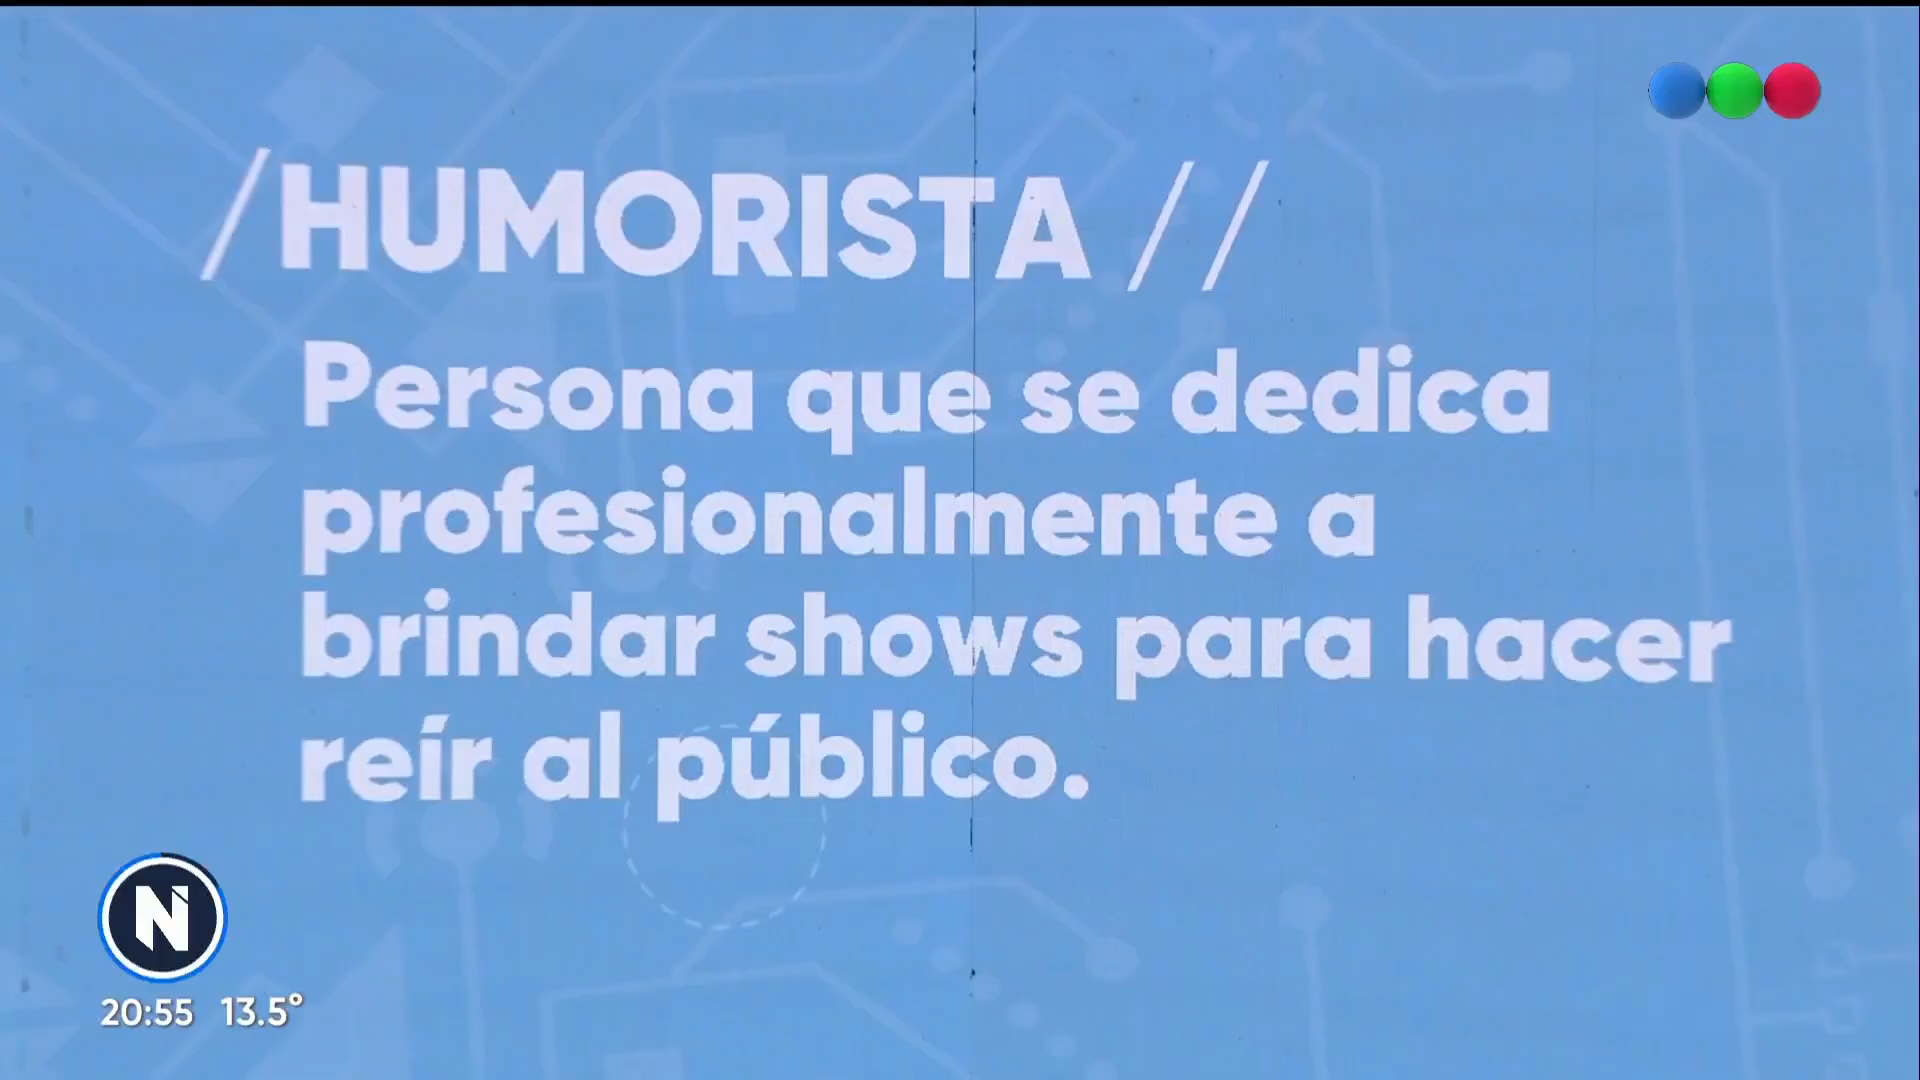 /HUMORISTA //
Persona que se dedica
profesionalmente a
brindar shows para hacer
reír al público.
N
20:55 13.5°